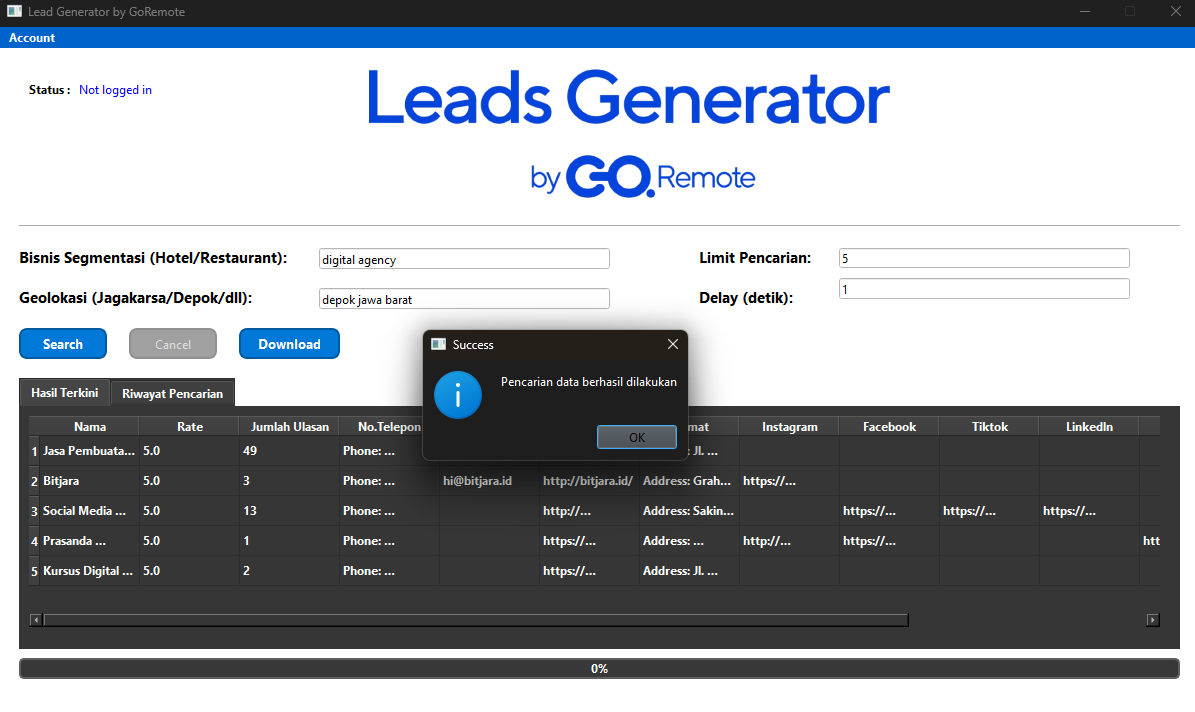 Lead Generator by GoRemote
Account
Status : Not logged in
Leads Generator
by GO.Remote
Bisnis Segmentasi (Hotel/Restaurant): digital agency Limit Pencarian: 5
Geolokasi (Jagakarsa/Depok/dll): depok jawa barat Delay (detik): 1
Search Cancel Download
Success
Pencarian data berhasil dilakukan
OK
Hasil Terkini Riwayat Pencarian
Nama Rate Jumlah Ulasan No.Telepon Instagram Facebook Tiktok LinkedIn
1 Jasa Pembuata... 5.0 49 Phone: ... Jl. ...
2 Bitjara 5.0 3 Phone: ... hi@bitjara.id http://bitjara.id/ Address: Grah... https://...
3 Social Media ... 5.0 13 Phone: ... http://... Address: Sakin... https://... https://... https://...
4 Prasanda ... 5.0 1 Phone: ... https://... Address: ... http://... https://... htt
5 Kursus Digital ... 5.0 2 Phone: ... https://... Address: Jl. ...
0%